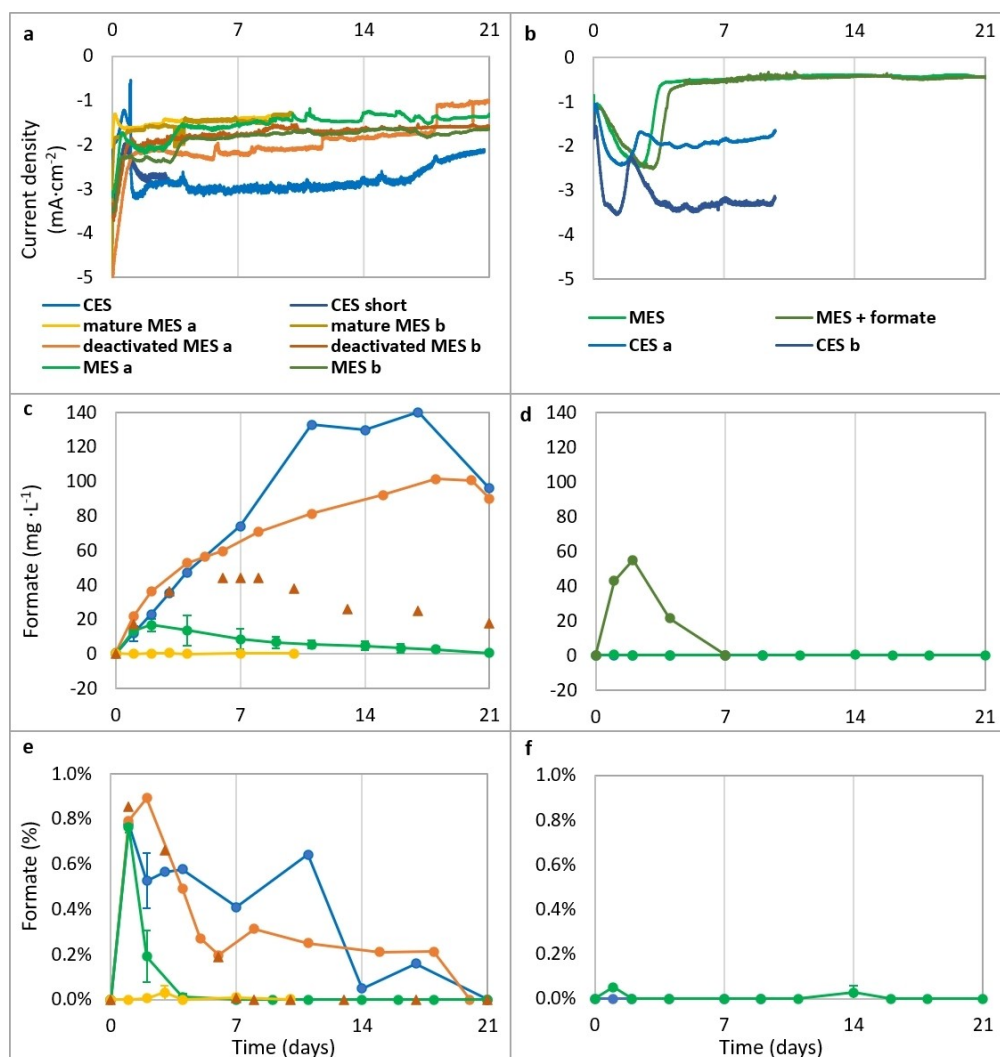 a
0 7 14 21
0
-1
-2
-3
-4
-5
Current density
(mA·cm-2)
CES CES short
mature MES a mature MES b
deactivated MES a deactivated MES b
MES a MES b
b
0 7 14 21
0
-1
-2
-3
-4
-5
MES MES + formate
CES a CES b
c
140
120
100
80
60
40
20
0
-20
Formate (mg ·L-1)
0 7 14 21
d
140
120
100
80
60
40
20
0
-20
0 7 14 21
e
1.0%
0.8%
0.6%
0.4%
0.2%
0.0%
Formate (%)
0 7 14 21
Time (days)
f
1.0%
0.8%
0.6%
0.4%
0.2%
0.0%
0 7 14 21
Time (days)